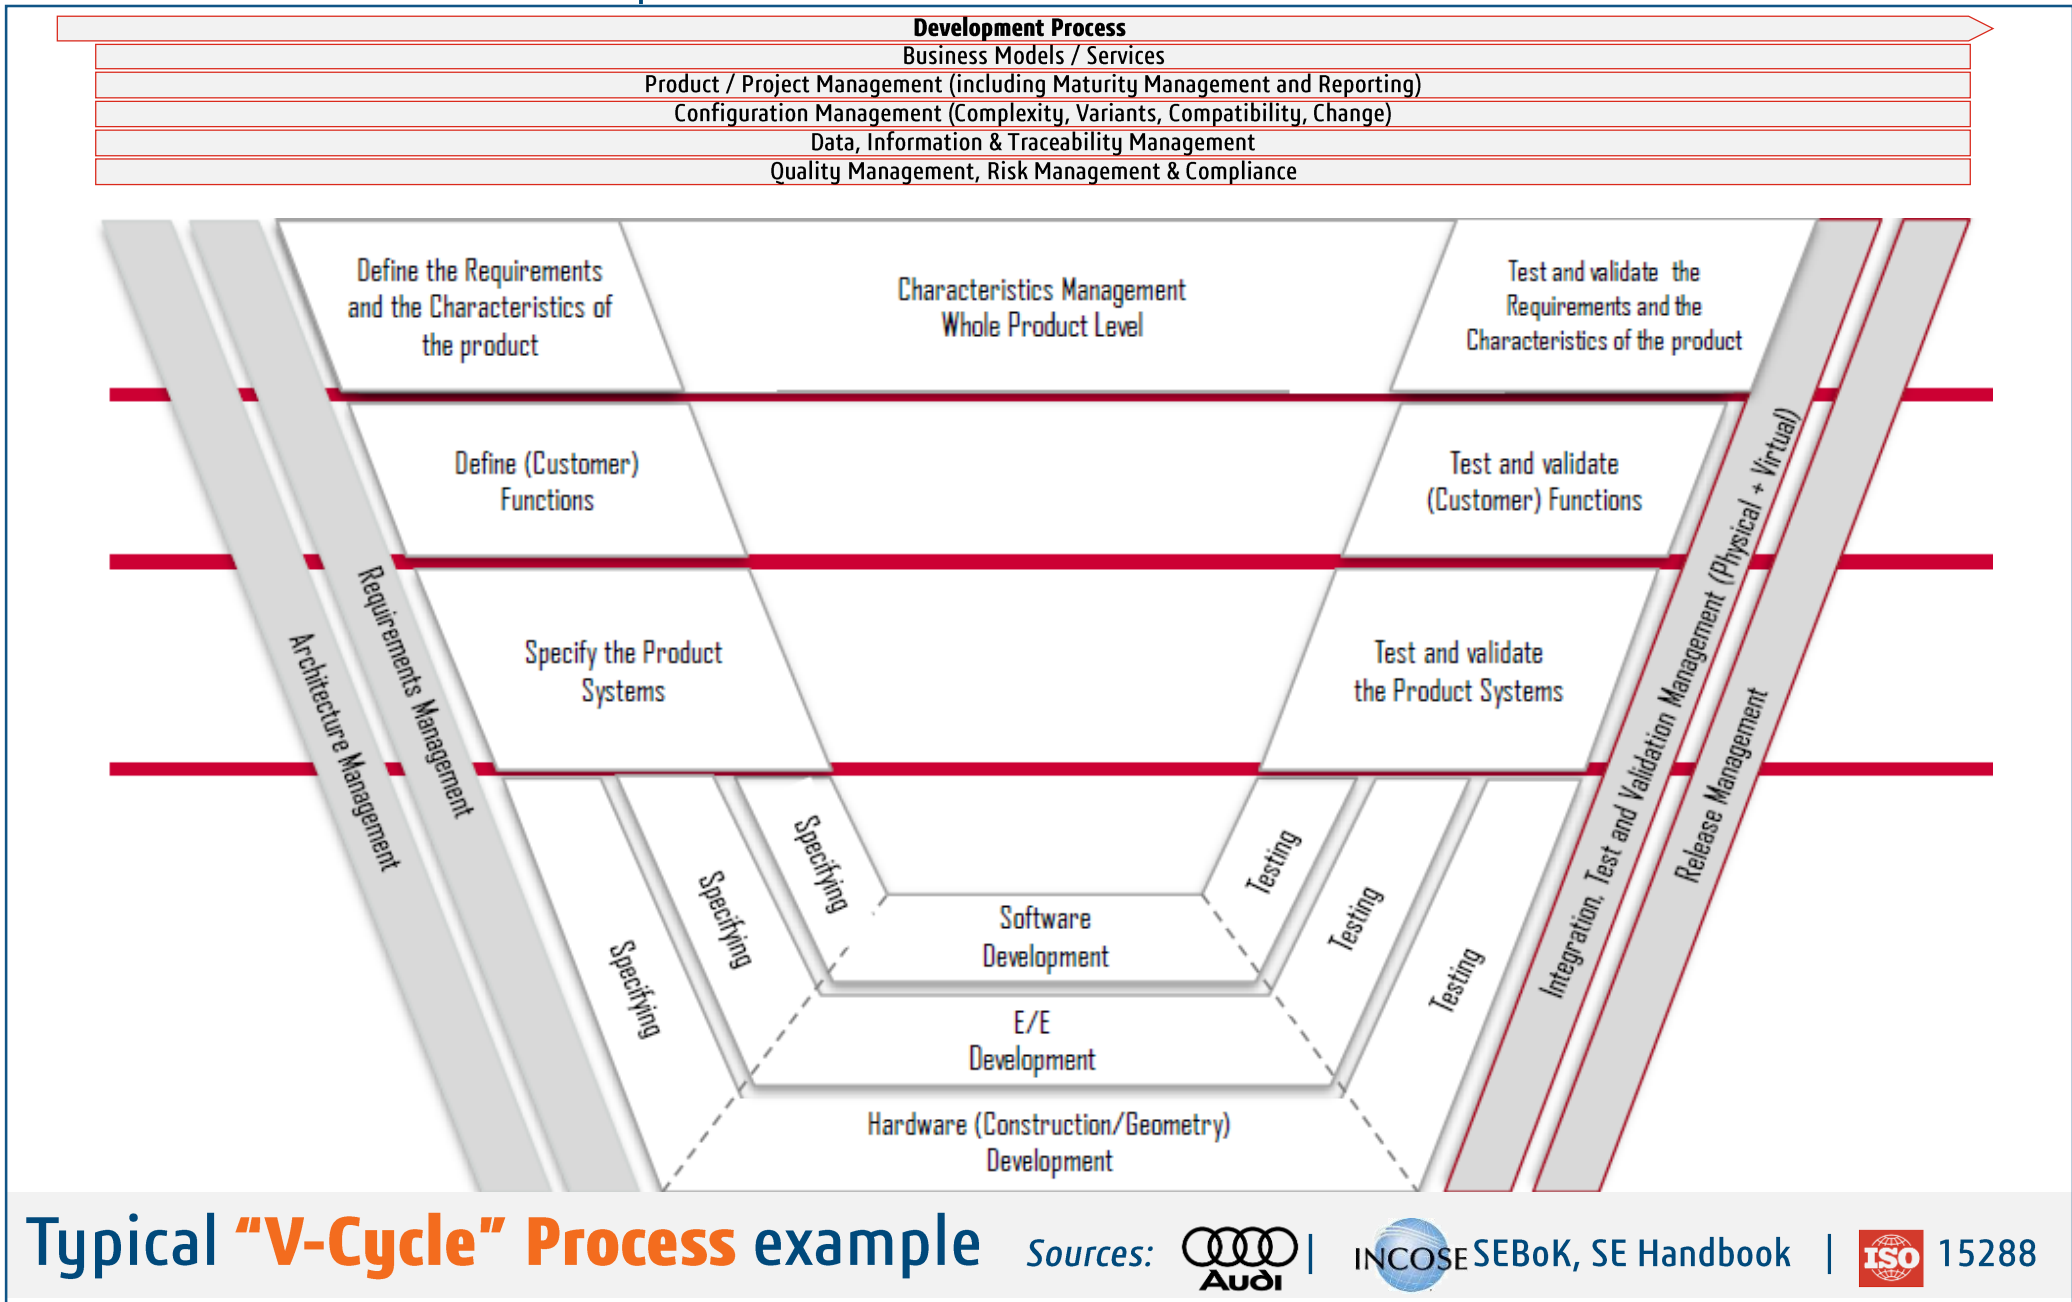 Development Process
Business Models / Services
Product / Project Management (including Maturity Management and Reporting)
Configuration Management (Complexity, Variants, Compatibility, Change)
Data, Information & Traceability Management
Quality Management, Risk Management & Compliance
Define the Requirements
and the Characteristics of
the product
Characteristics Management
Whole Product Level
Test and validate the
Requirements and the
Characteristics of the product
Define (Customer)
Functions
Test and validate
(Customer) Functions
Specify the Product
Systems
Test and validate
the Product Systems
Architecture Management
Requirements Management
Integration, Test and Validation Management (Physical + Virtual)
Release Management
Specifying
Specifying
Specifying
Testing
Testing
Testing
Software
Development
E/E
Development
Hardware (Construction/Geometry)
Development
Typical “V-Cycle” Process example
Sources: Audi | INCOSE SEBoK, SE Handbook | ISO 15288